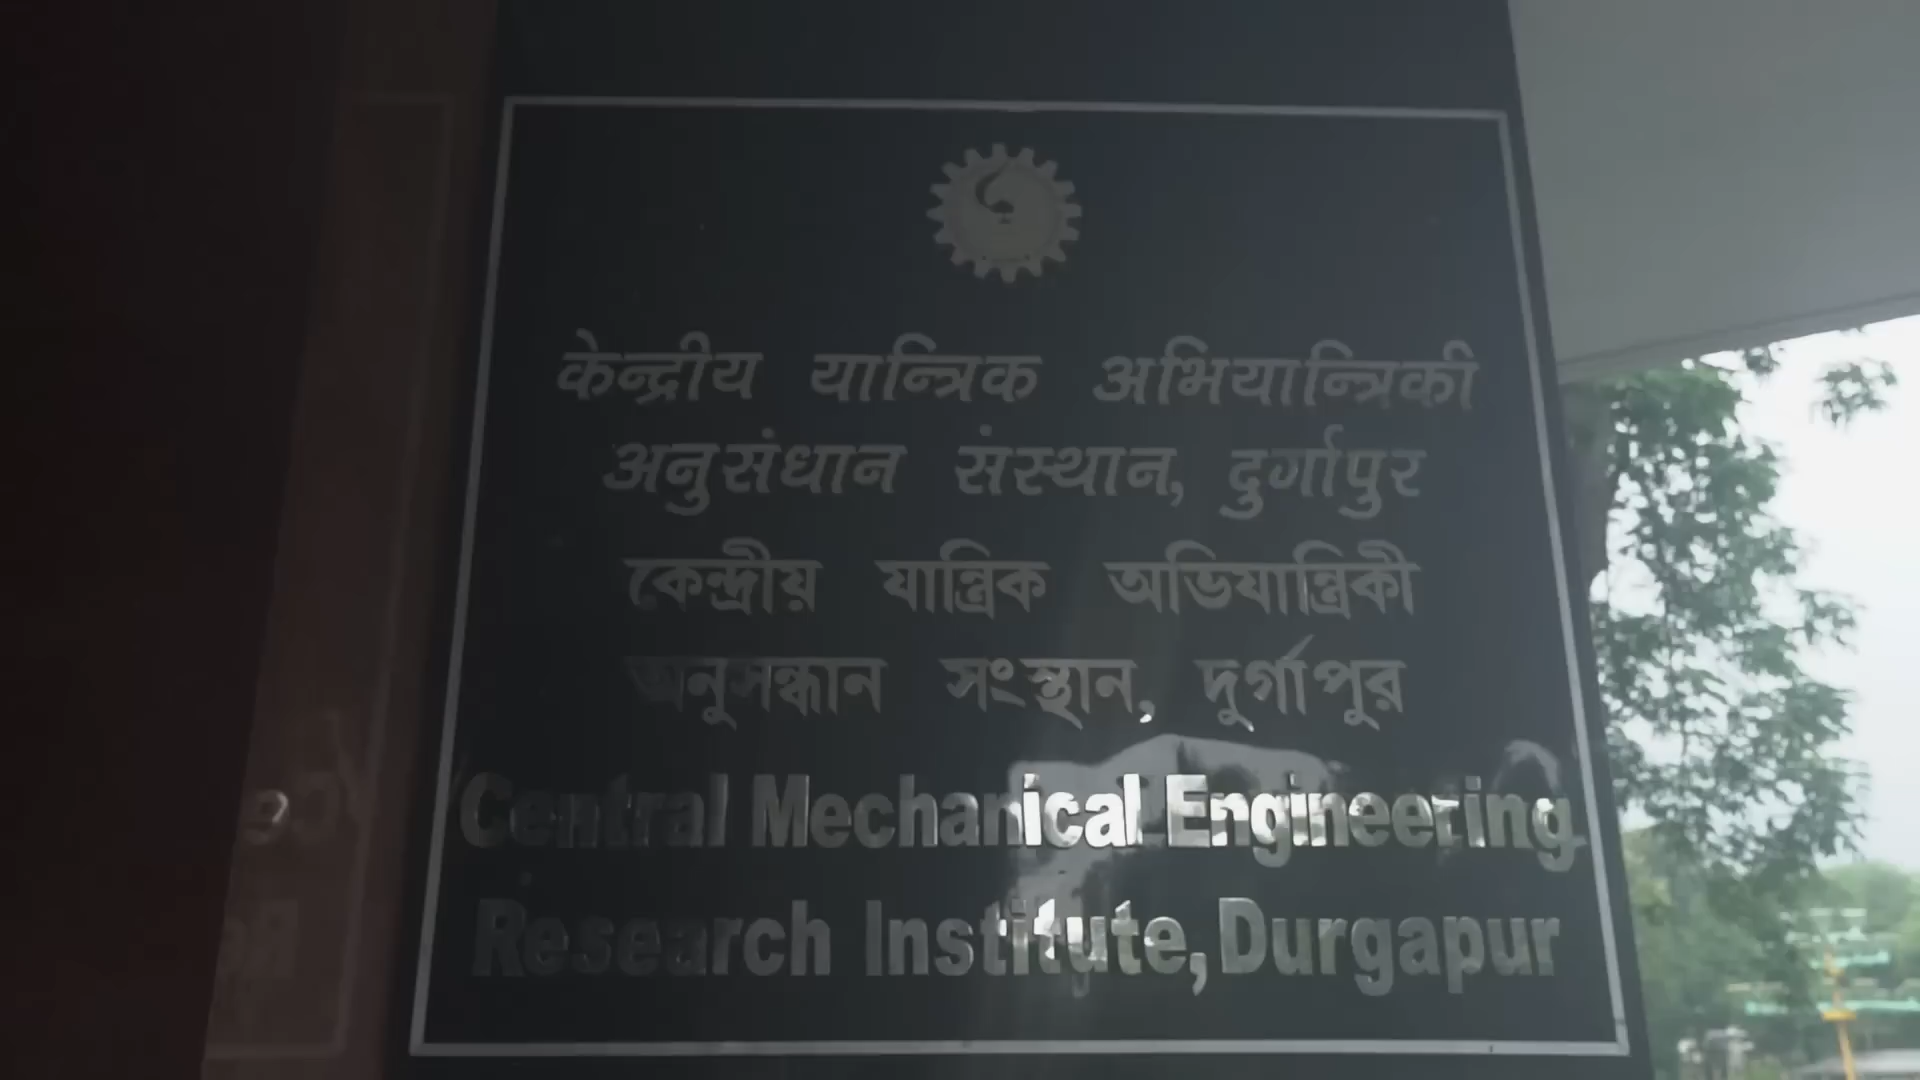 केन्द्रीय यान्त्रिक अभियान्त्रिकी
अनुसंधान संस्थान, दुर्गापुर
কেন্দ্রীয় যান্ত্রিক অভিযান্ত্রিকী
অনুসন্ধান সংস্থান, দুর্গাপুর
Central Mechanical Engineering
Research Institute, Durgapur